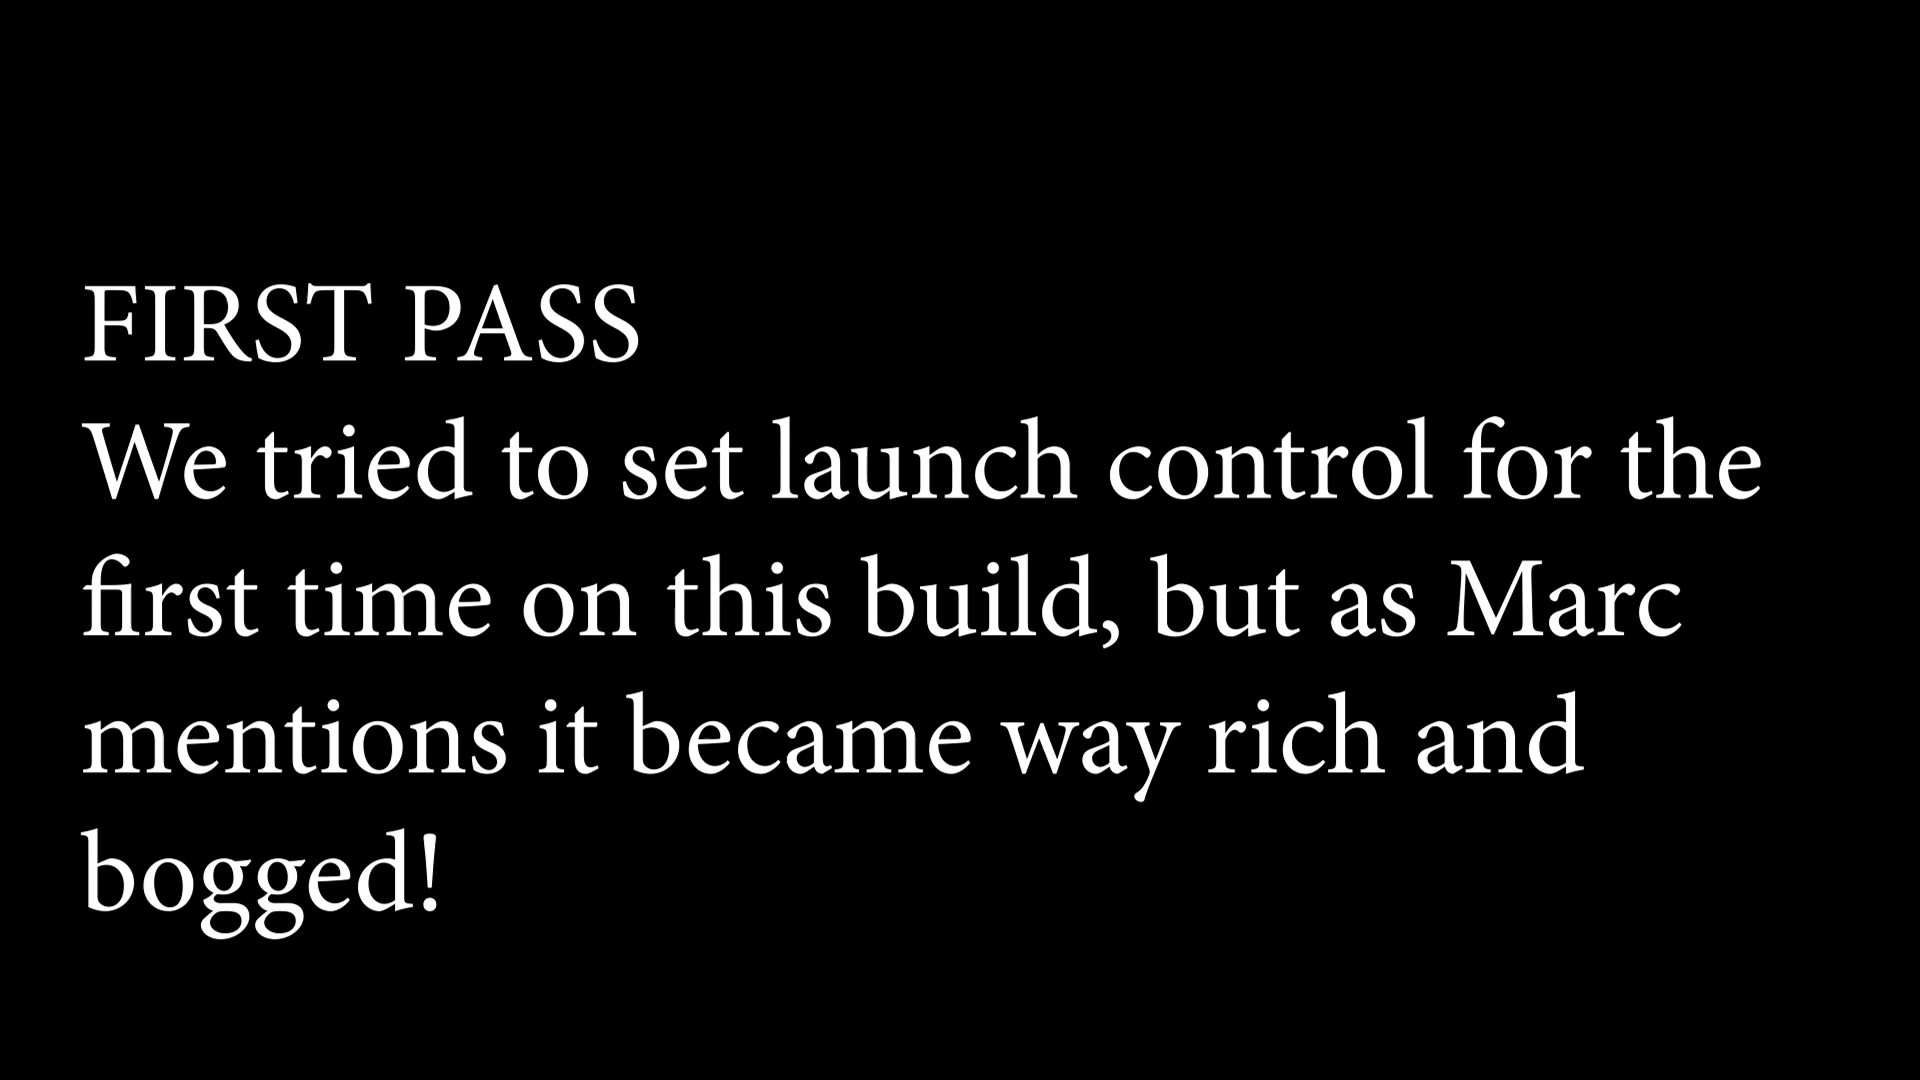 FIRST PASS
We tried to set launch control for the
first time on this build, but as Marc
mentions it became way rich and
bogged!